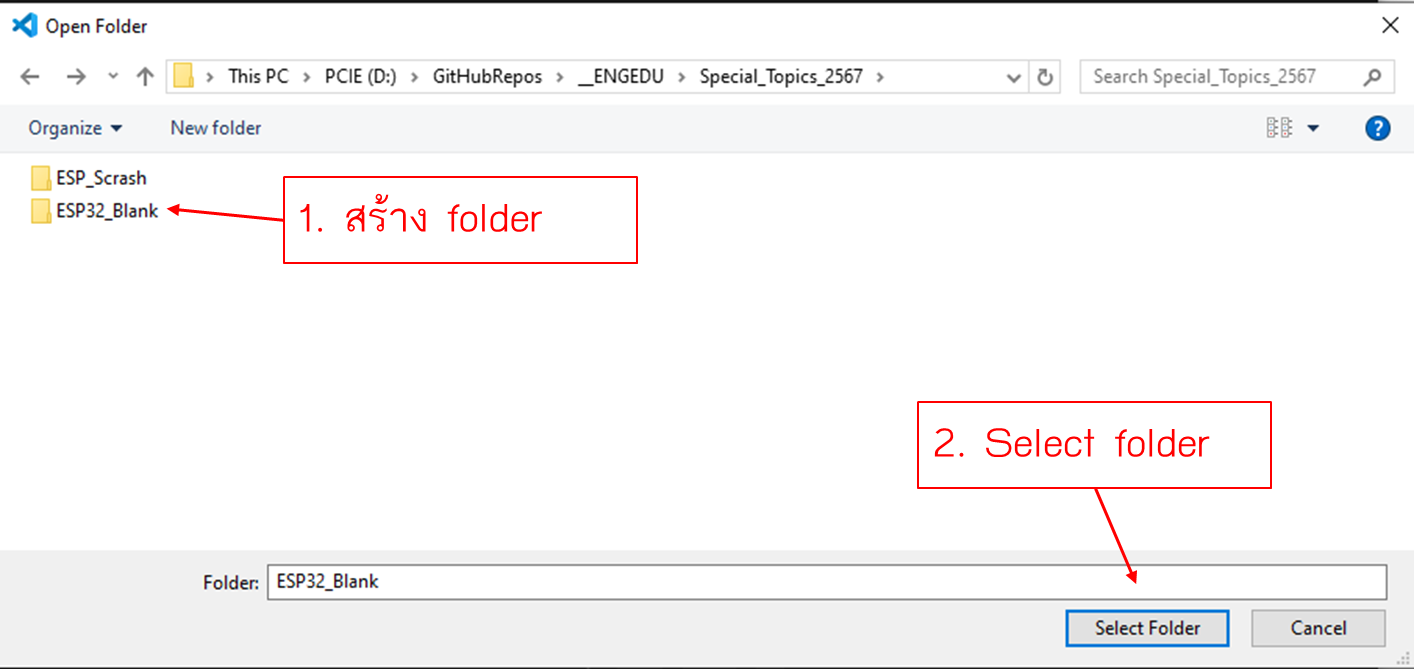 Open Folder
This PC > PCIE (D:) > GitHubRepos > __ENGEDU > Special_Topics_2567 >
Search Special_Topics_2567
Organize
New folder
?
ESP_Scrash
ESP32_Blank
1. สร้าง folder
2. Select folder
Folder: ESP32_Blank
Select Folder
Cancel